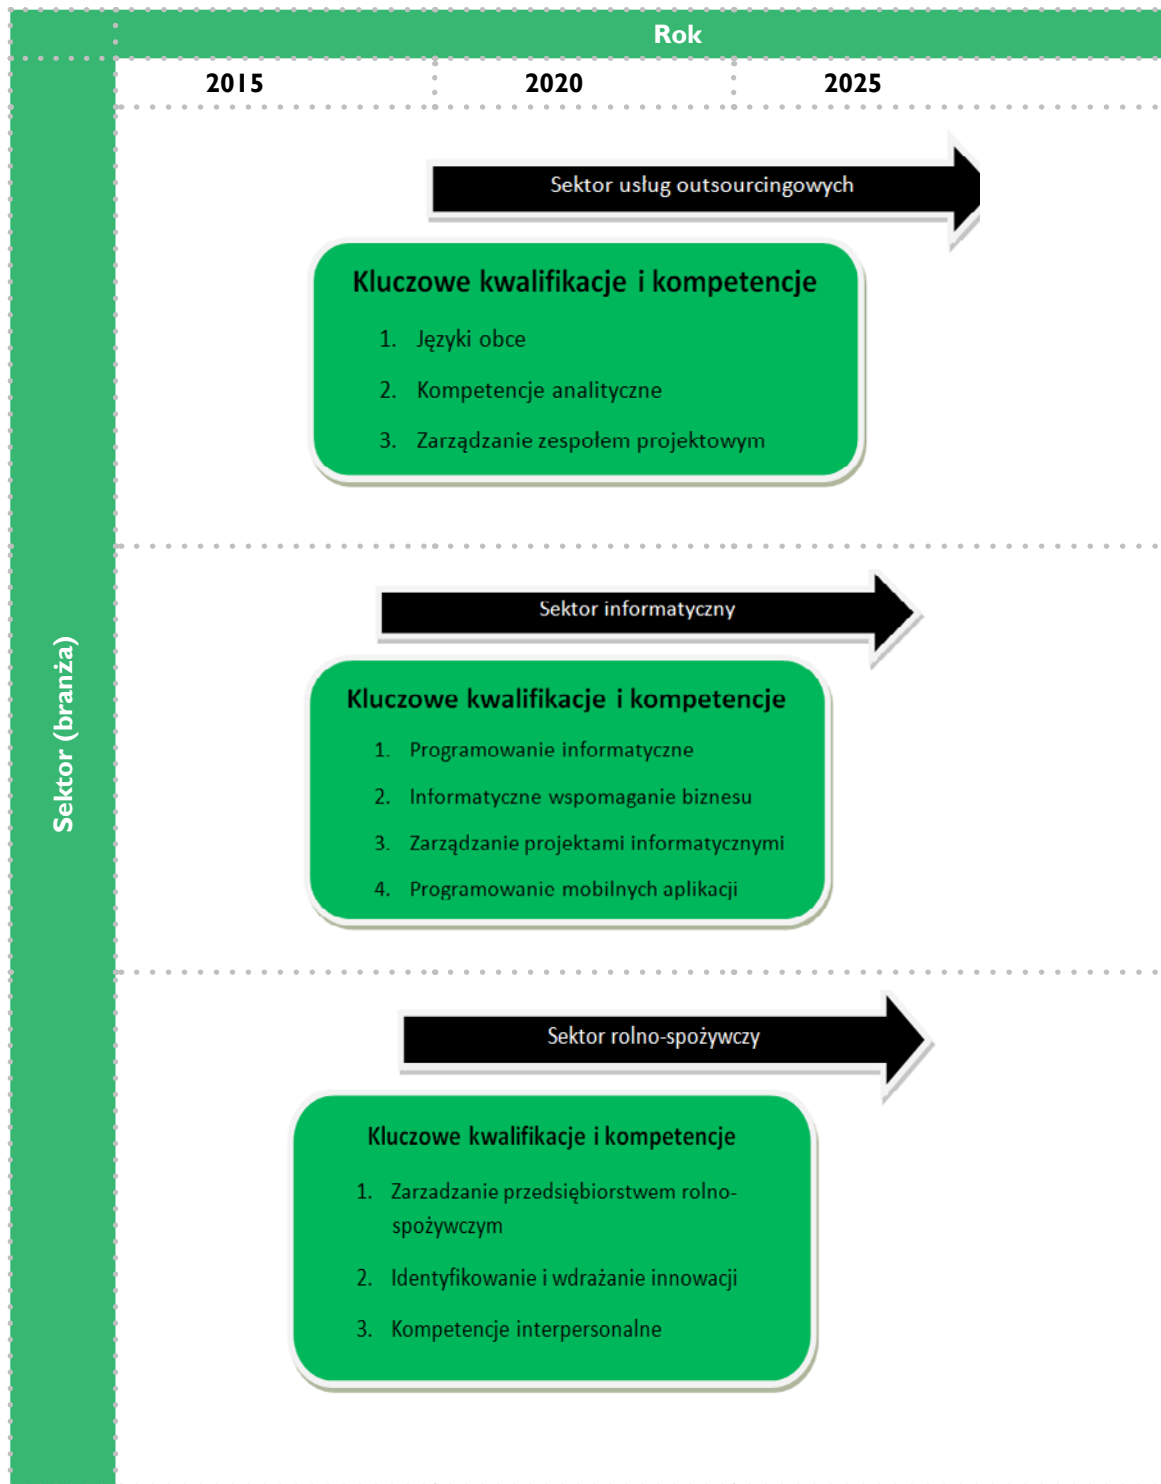 Rok
2015 2020 2025
Sektor (branża)
Sektor usług outsourcingowych
Kluczowe kwalifikacje i kompetencje
1. Języki obce
2. Kompetencje analityczne
3. Zarządzanie zespołem projektowym
Sektor informatyczny
Kluczowe kwalifikacje i kompetencje
1. Programowanie informatyczne
2. Informatyczne wspomaganie biznesu
3. Zarządzanie projektami informatycznymi
4. Programowanie mobilnych aplikacji
Sektor rolno-spożywczy
Kluczowe kwalifikacje i kompetencje
1. Zarzadzanie przedsiębiorstwem rolno-
spożywczym
2. Identyfikowanie i wdrażanie innowacji
3. Kompetencje interpersonalne